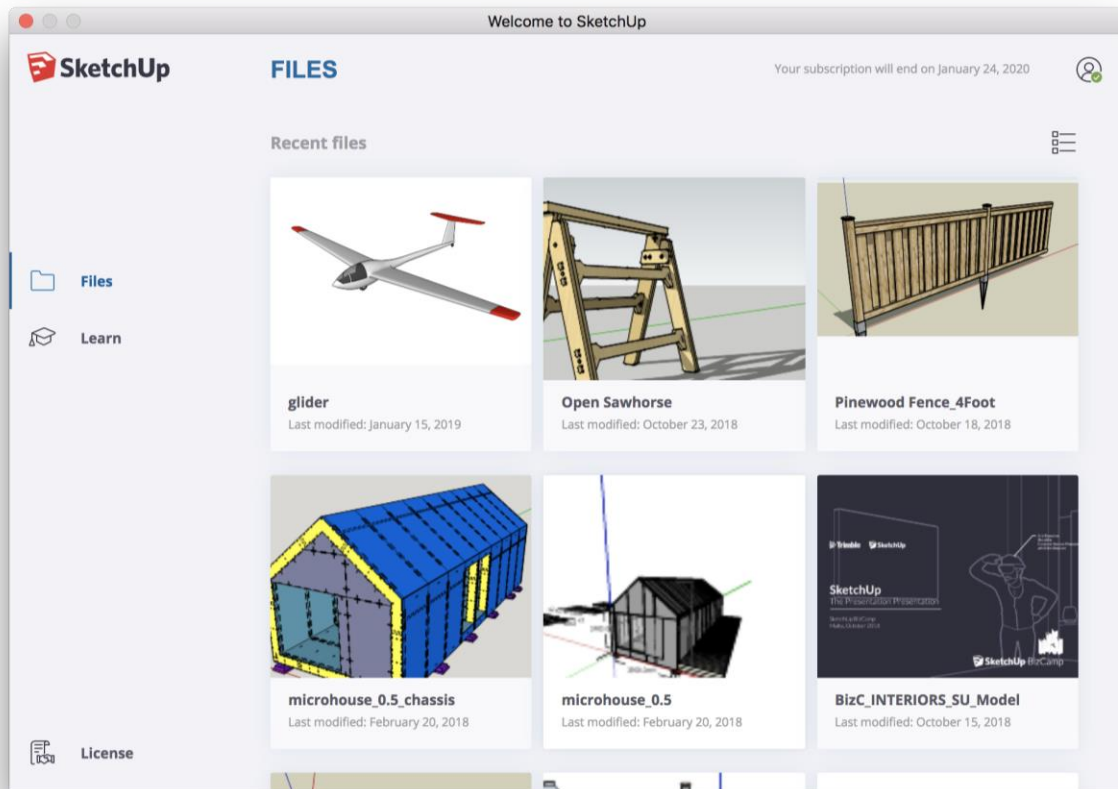 Welcome to SketchUp
SketchUp
FILES
Your subscription will end on January 24, 2020
Recent files
Files
Learn
License
glider
Last modified: January 15, 2019
Open Sawhorse
Last modified: October 23, 2018
Pinewood Fence_4Foot
Last modified: October 18, 2018
microhouse_0.5_chassis
Last modified: February 20, 2018
microhouse_0.5
Last modified: February 20, 2018
Trimble SketchUp
SketchUp
The Presentation Presentation
SketchUp BizCamp
SketchUp BizCamp
BizC_INTERIORS_SU_Model
Last modified: October 15, 2018